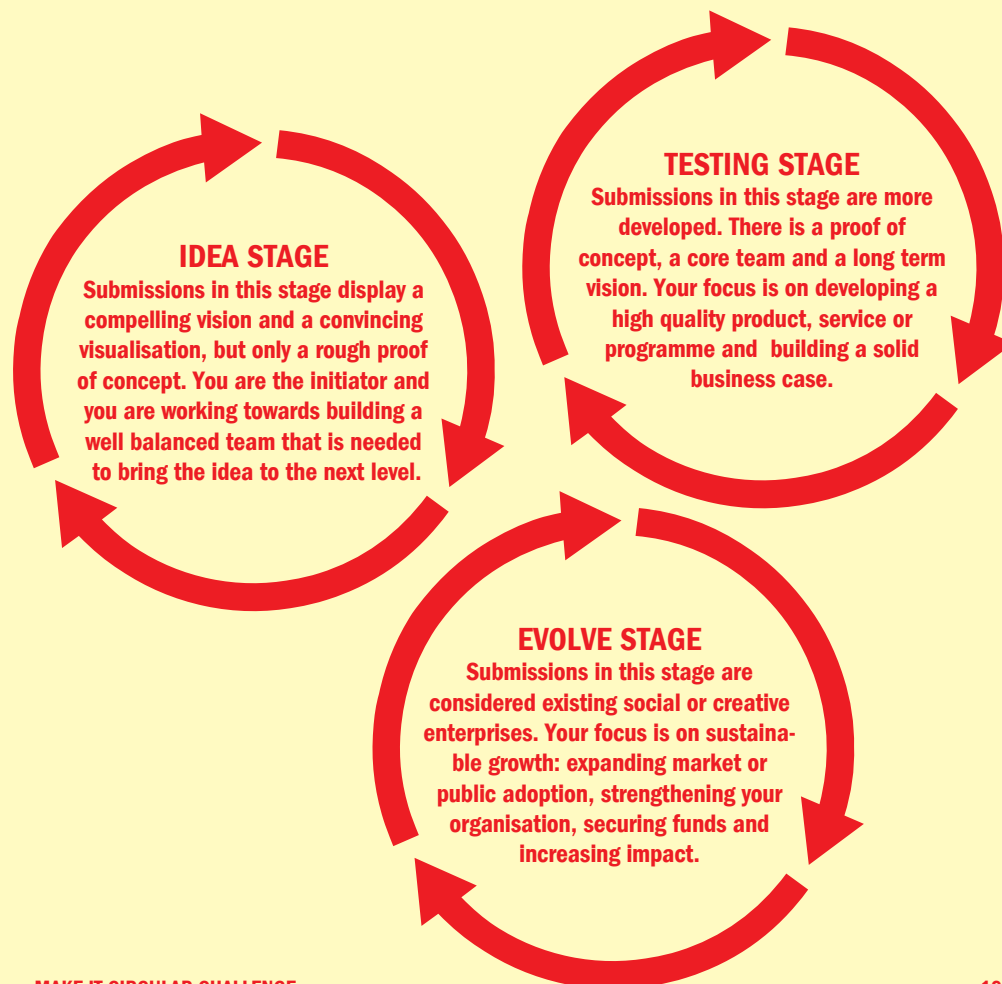 IDEA STAGE
Submissions in this stage display a
compelling vision and a convincing
visualisation, but only a rough proof
of concept. You are the initiator and
you are working towards building a
well balanced team that is needed
to bring the idea to the next level.
TESTING STAGE
Submissions in this stage are more
developed. There is a proof of
concept, a core team and a long term
vision. Your focus is on developing a
high quality product, service or
programme and  building a solid
business case.
EVOLVE STAGE
Submissions in this stage are
considered existing social or creative
enterprises. Your focus is on sustaina-
ble growth: expanding market or
public adoption, strengthening your
organisation, securing funds and
increasing impact.
MAKE IT CIRCULAR CHALLENGE